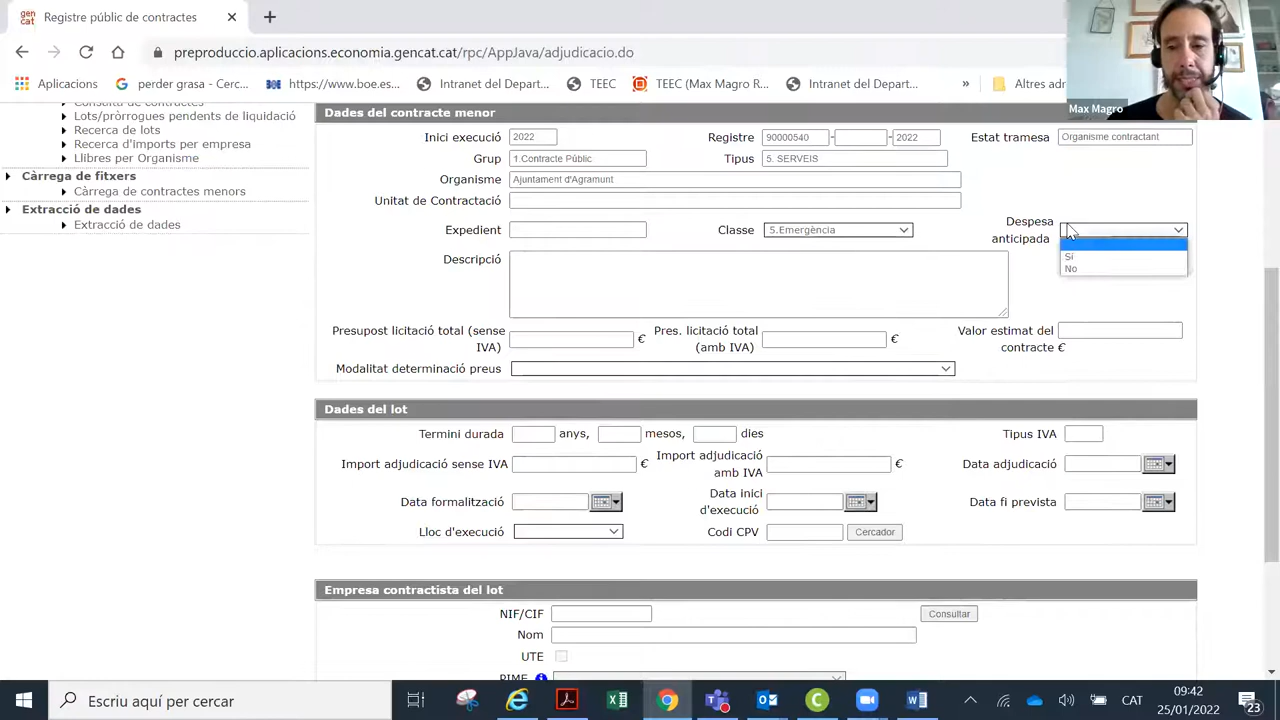 gen
cat
Registre públic de contractes
preproduccio.aplicacions.economia.gencat.cat/rpc/AppJava/adjudicacio.do
Aplicacions
perder grasa - Cerc...
https://www.boe.es...
Intranet del Depart...
TEEC
TEEC (Max Magro R...
Intranet del Depart...
»
Altres adr
Max Magro
Consulta de contractes
Lots/pròrrogues pendents de liquidació
Recerca de lots
Recerca d'Imports per empresa
Llibres per Organisme
Càrrega de fitxers
Càrrega de contractes menors
Extracció de dades
Extracció de dades
Dades del contracte menor
Inici execució 2022 Registre 90000540 - - 2022 Estat tramesa Organisme contractant
Grup 1.Contracte Públic Tipus 5. SERVEIS
Organisme Ajuntament d'Agramunt
Unitat de Contractació
Expedient Classe 5.Emergència Despesa anticipada
Sí
No
Descripció
Presupost licitació total (sense IVA) € Pres. licitació total (amb IVA) € Valor estimat del contracte €
Modalitat determinació preus
Dades del lot
Termini durada anys, mesos, dies Tipus IVA
Import adjudicació sense IVA € Import adjudicació amb IVA € Data adjudicació
Data formalització Data inici d'execució Data fi prevista
Lloc d'execució Codi CPV Cercador
Empresa contractista del lot
NIF/CIF Consultar
Nom
UTE
PIME
Escriu aquí per cercar
CAT
09:42
25/01/2022
23